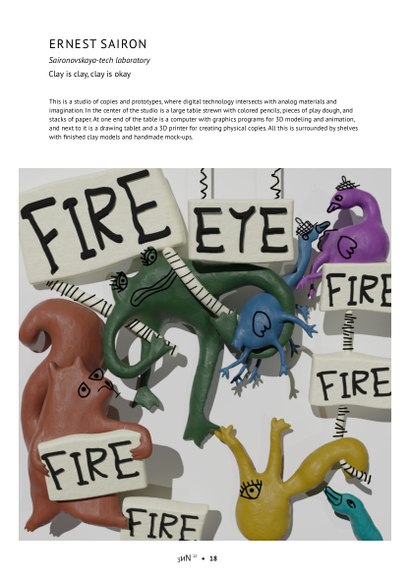 ERNEST SAIRON
Saironovskaya-tech laboratory
Clay is clay, clay is okay
This is a studio of copies and prototypes, where digital technology intersects with analog materials and
imagination. In the center of the studio is a large table strewn with colored pencils, pieces of play dough, and
stacks of paper. At one end of the table is a computer with graphics programs for 3D modeling and animation,
and next to it is a drawing tablet and a 3D printer for creating physical copies. All this is surrounded by shelves
with finished clay models and handmade mock-ups.
FIRE
EYE
FIRE
FIRE
FIRE
FIRE
• 18